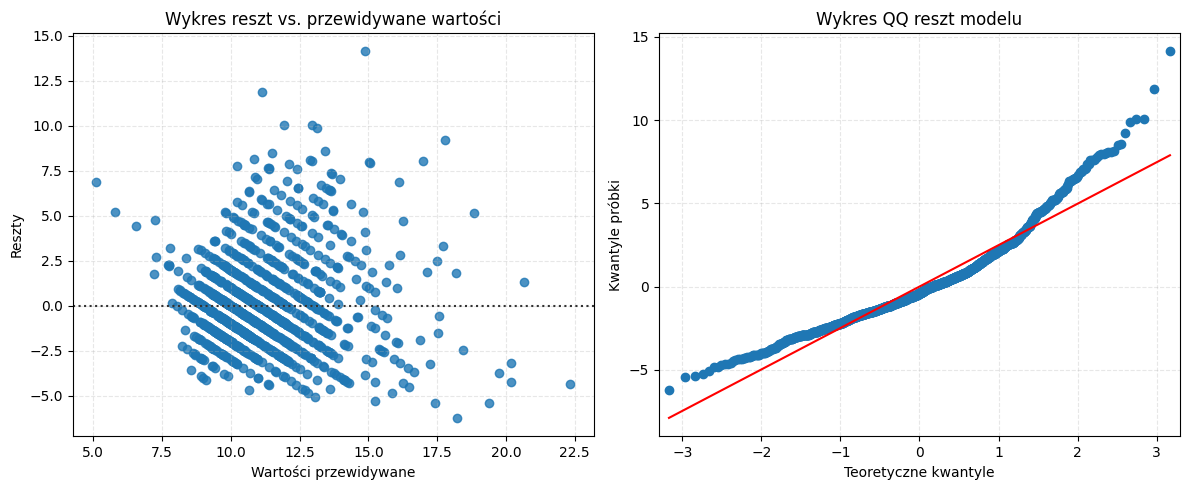 Wykres reszt vs. przewidywane wartości
15.0
12.5
10.0
7.5
5.0
2.5
0.0
−2.5
−5.0
Reszty
5.0 7.5 10.0 12.5 15.0 17.5 20.0 22.5
Wartości przewidywane
Wykres QQ reszt modelu
15
10
5
0
−5
Kwantyle próbki
−3 −2 −1 0 1 2 3
Teoretyczne kwantyle